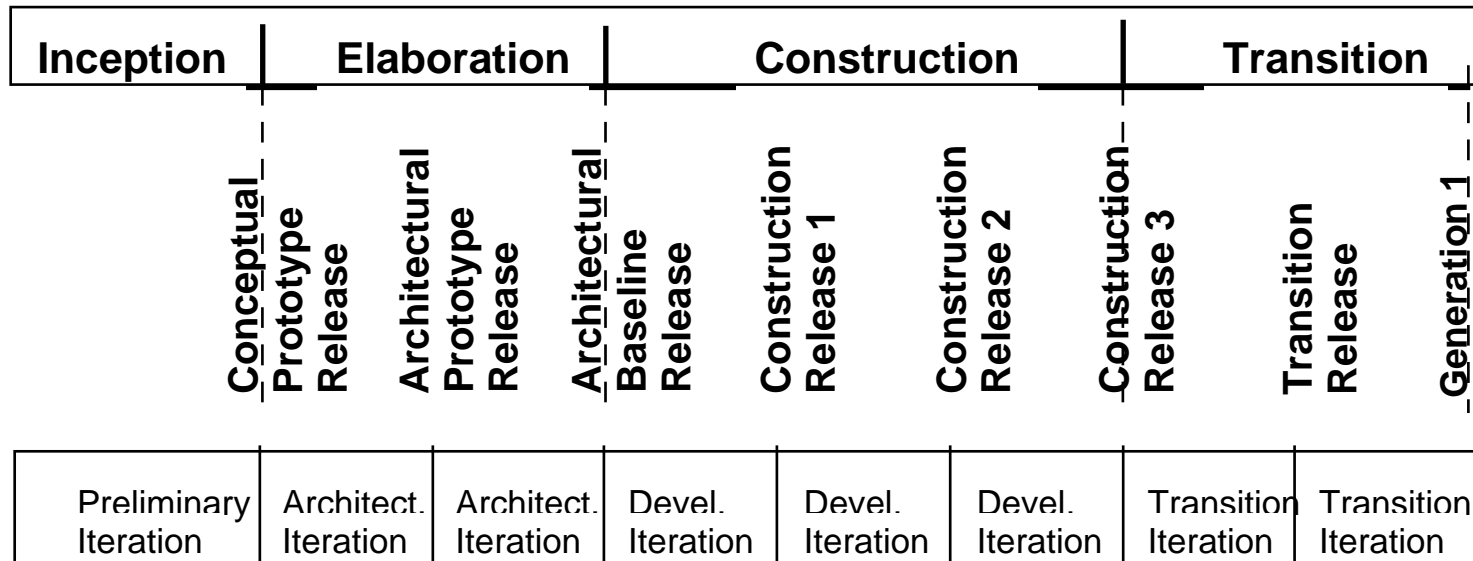 Inception
Elaboration
Construction
Transition
Conceptual
Prototype
Release
Architectural
Prototype
Release
Architectural
Baseline
Release
Construction
Release 1
Construction
Release 2
Construction
Release 3
Transition
Release
Generation 1
Preliminary
Iteration
Architect.
Iteration
Architect.
Iteration
Devel.
Iteration
Devel.
Iteration
Devel.
Iteration
Transition
Iteration
Transition
Iteration